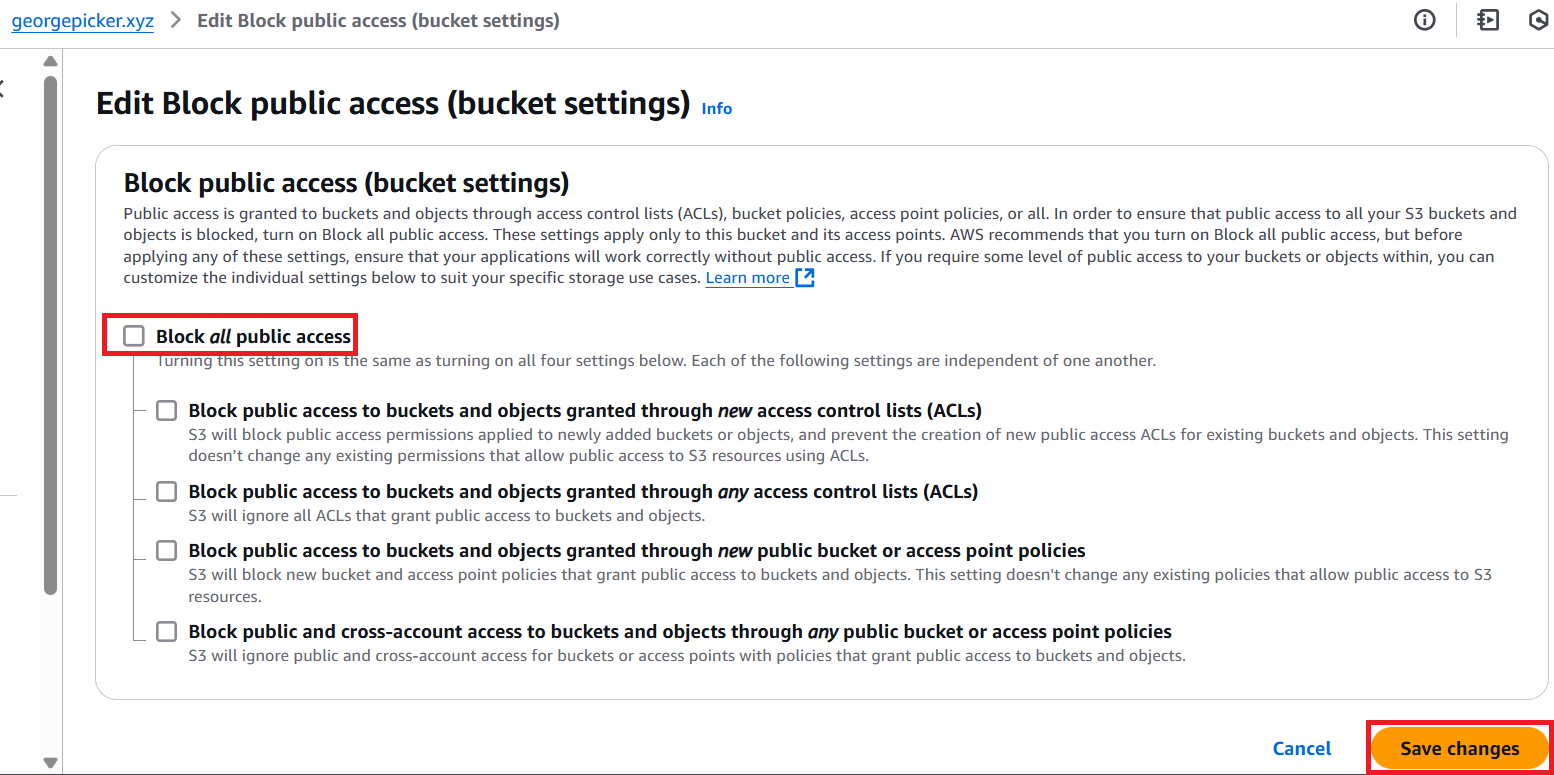 georgepicker.xyz > Edit Block public access (bucket settings)
Edit Block public access (bucket settings) Info
Block public access (bucket settings)
Public access is granted to buckets and objects through access control lists (ACLs), bucket policies, access point policies, or all. In order to ensure that public access to all your S3 buckets and
objects is blocked, turn on Block all public access. These settings apply only to this bucket and its access points. AWS recommends that you turn on Block all public access, but before
applying any of these settings, ensure that your applications will work correctly without public access. If you require some level of public access to your buckets or objects within, you can
customize the individual settings below to suit your specific storage use cases. Learn more
Block all public access
Turning this setting on is the same as turning on all four settings below. Each of the following settings are independent of one another.
Block public access to buckets and objects granted through new access control lists (ACLs)
S3 will block public access permissions applied to newly added buckets or objects, and prevent the creation of new public access ACLs for existing buckets and objects. This setting
doesn’t change any existing permissions that allow public access to S3 resources using ACLs.
Block public access to buckets and objects granted through any access control lists (ACLs)
S3 will ignore all ACLs that grant public access to buckets and objects.
Block public access to buckets and objects granted through new public bucket or access point policies
S3 will block new bucket and access point policies that grant public access to buckets and objects. This setting doesn't change any existing policies that allow public access to S3
resources.
Block public and cross-account access to buckets and objects through any public bucket or access point policies
S3 will ignore public and cross-account access for buckets or access points with policies that grant public access to buckets and objects.
Cancel Save changes